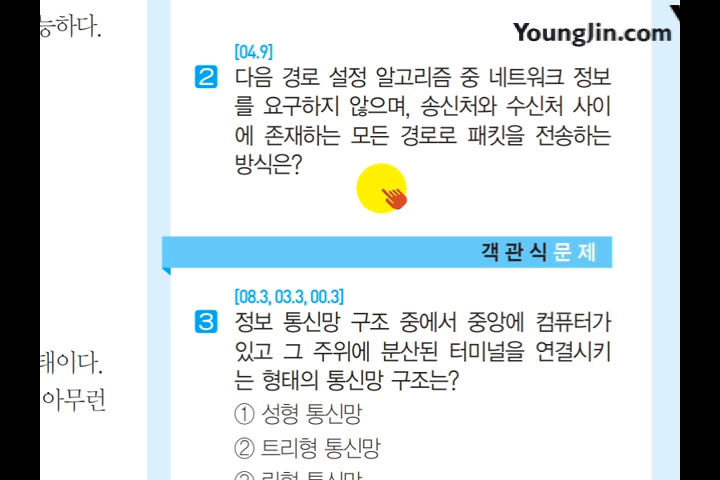 능하다.
YoungJin.com
[04.9]
2 다음 경로 설정 알고리즘 중 네트워크 정보
를 요구하지 않으며, 송신처와 수신처 사이
에 존재하는 모든 경로로 패킷을 전송하는
방식은?
객관식 문제
[08.3, 03.3, 00.3]
3 정보 통신망 구조 중에서 중앙에 컴퓨터가
있고 그 주위에 분산된 터미널을 연결시키
는 형태의 통신망 구조는?
태이다.
아무런
① 성형 통신망
② 트리형 통신망
③ 링형 통신망